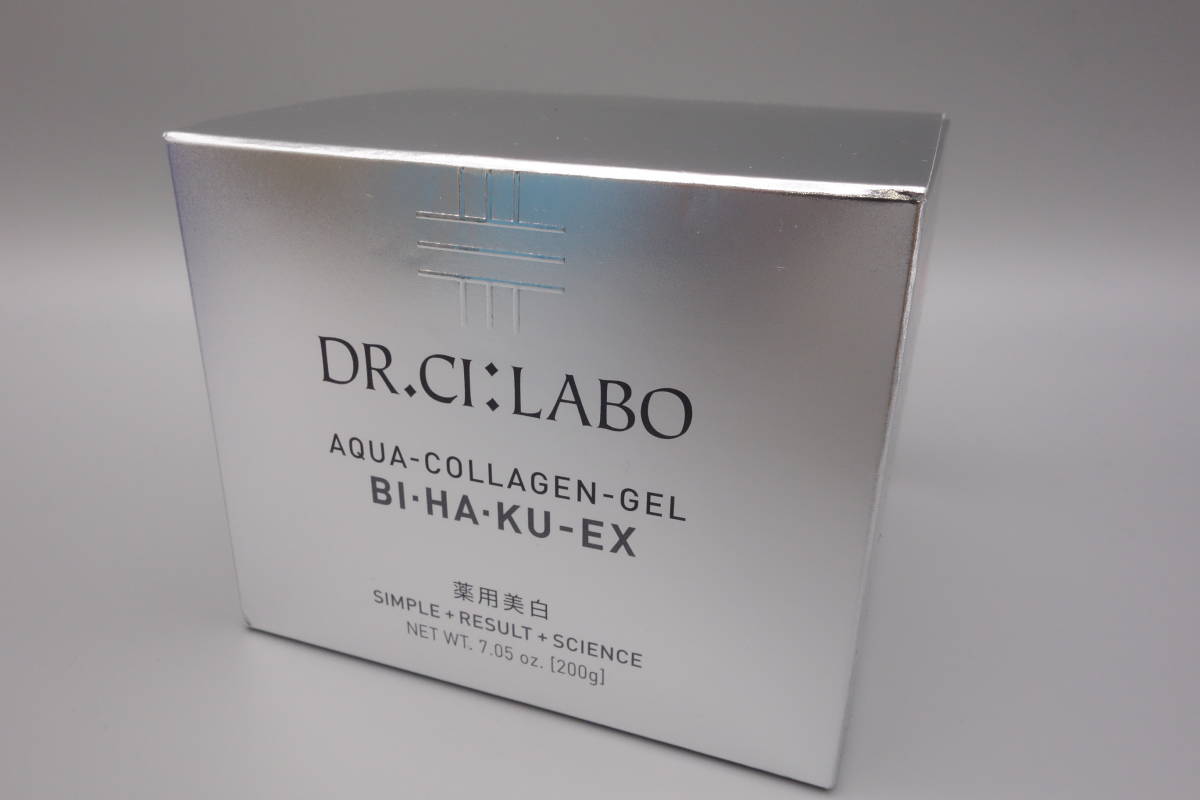 DR.CI:LABO
AQUA-COLLAGEN-GEL
BI·HA·KU-EX
薬用美白
SIMPLE+RESULT+SCIENCE
NET WT. 7.05 oz. [200g]